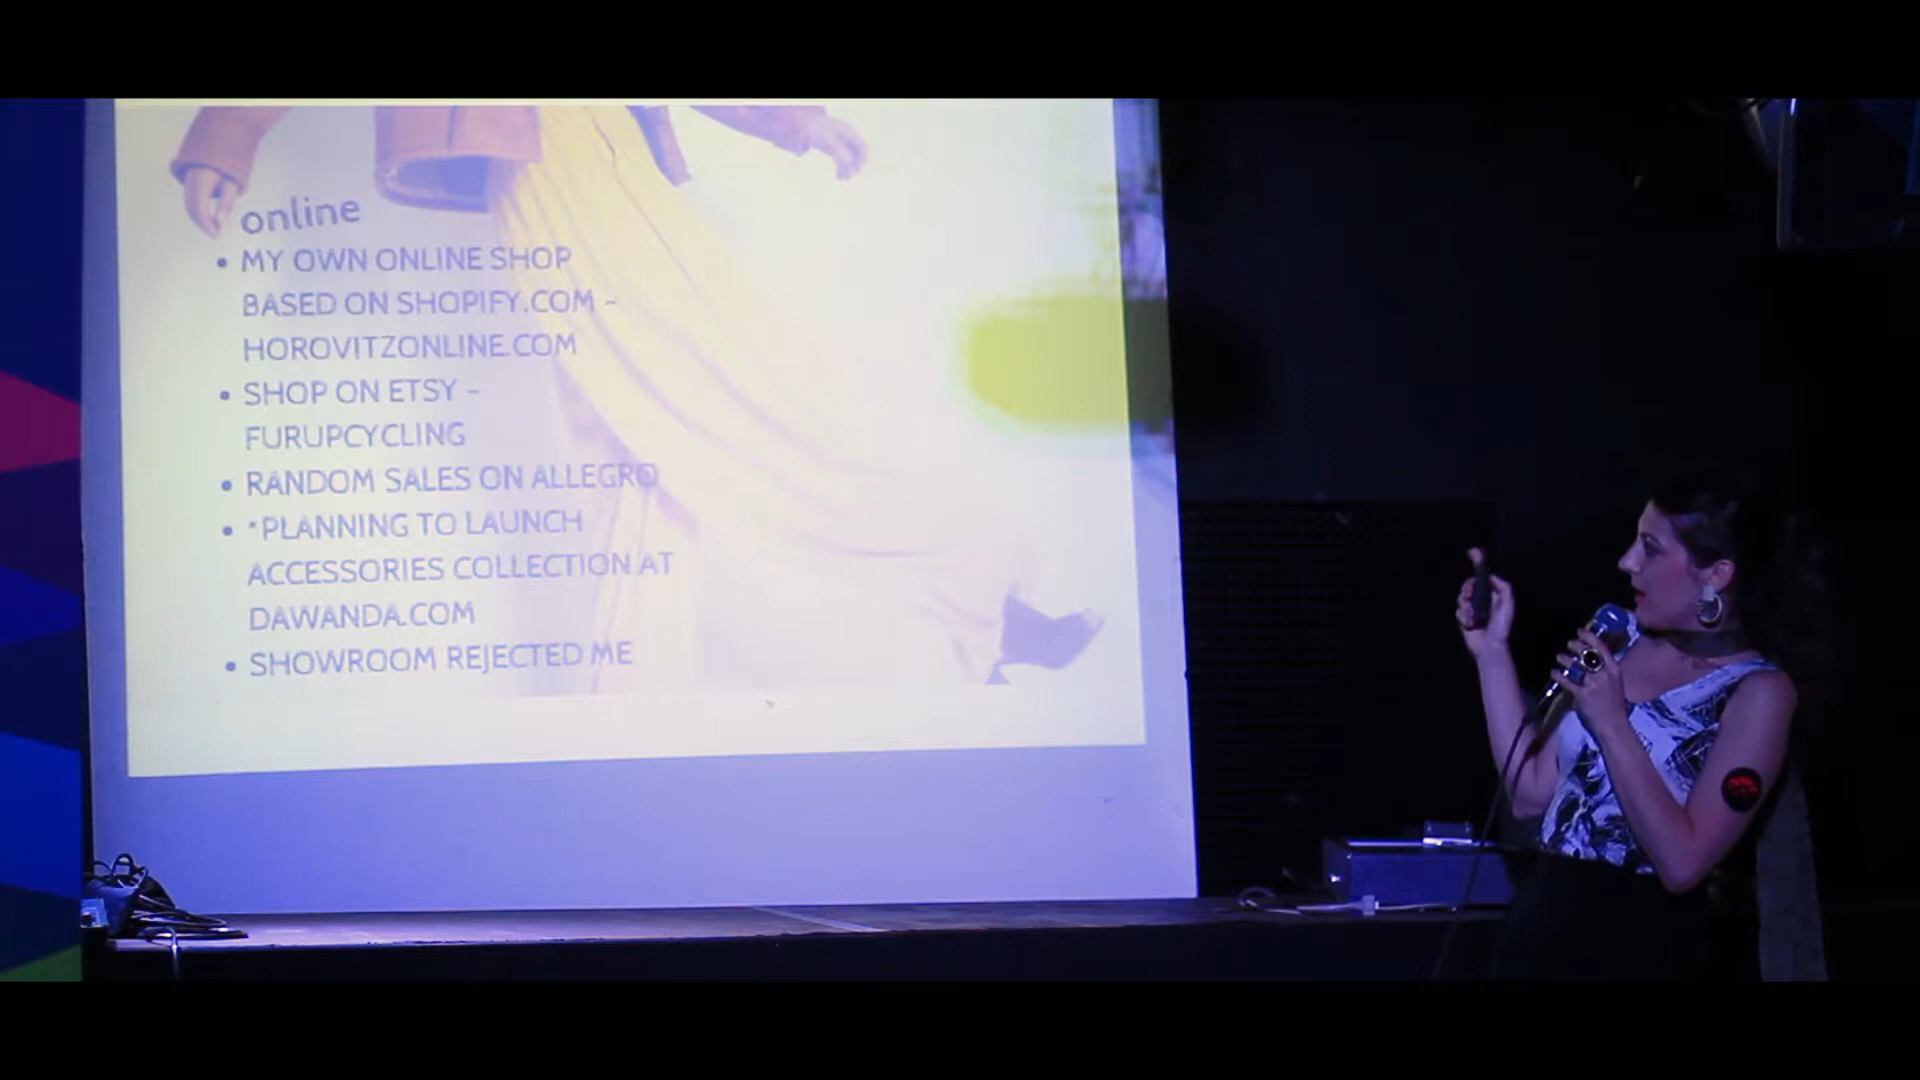 online
• MY OWN ONLINE SHOP
BASED ON SHOPIFY.COM -
HOROVITZONLINE.COM
• SHOP ON ETSY -
FURUPCYCLING
• RANDOM SALES ON ALLEGRO
• *PLANNING TO LAUNCH
ACCESSORIES COLLECTION AT
DAWANDA.COM
• SHOWROOM REJECTED ME